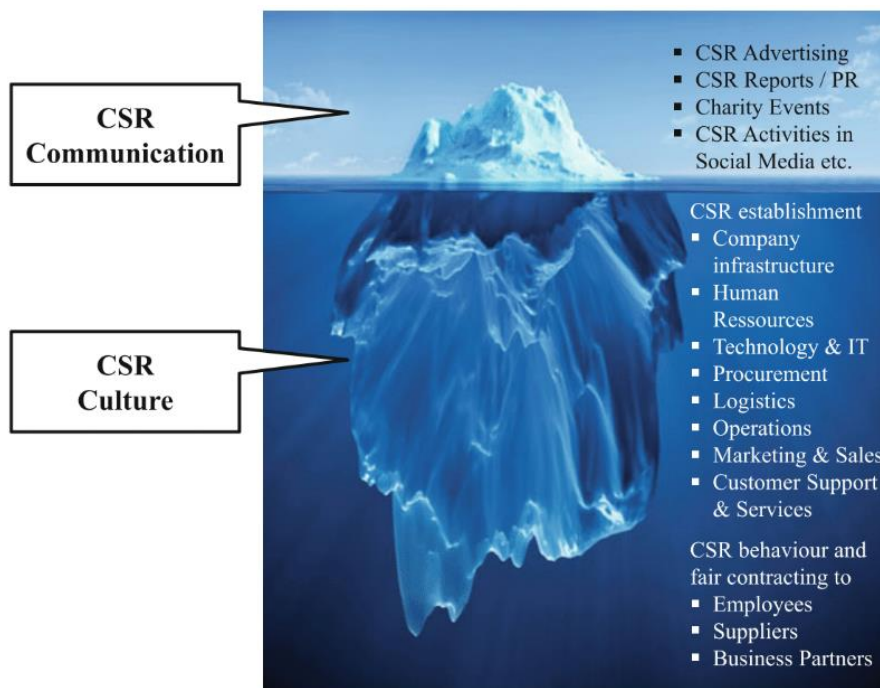 CSR
Communication
▪ CSR Advertising
▪ CSR Reports / PR
▪ Charity Events
▪ CSR Activities in
Social Media etc.
CSR establishment
▪ Company
infrastructure
▪ Human
Ressources
▪ Technology & IT
▪ Procurement
▪ Logistics
▪ Operations
▪ Marketing & Sales
▪ Customer Support
& Services
CSR
Culture
CSR behaviour and
fair contracting to
▪ Employees
▪ Suppliers
▪ Business Partners